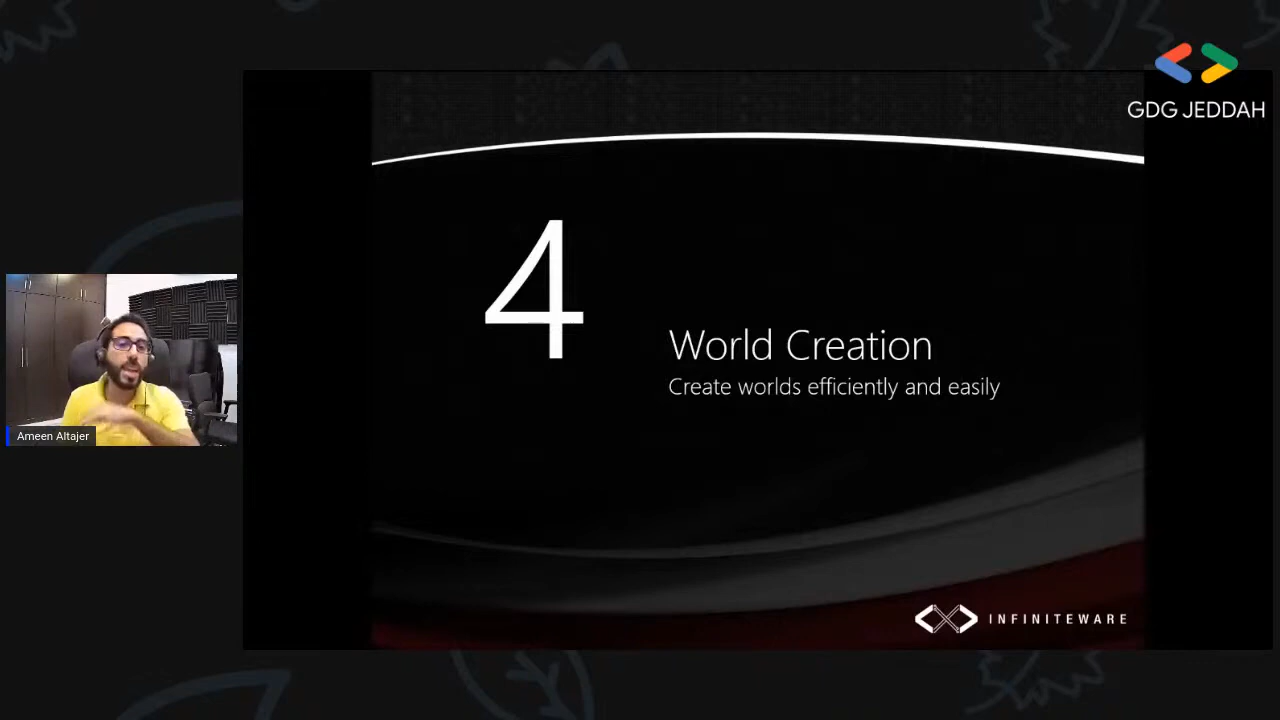 GDG JEDDAH
4
World Creation
Create worlds efficiently and easily
Ameen Altajer
INFINITEWARE